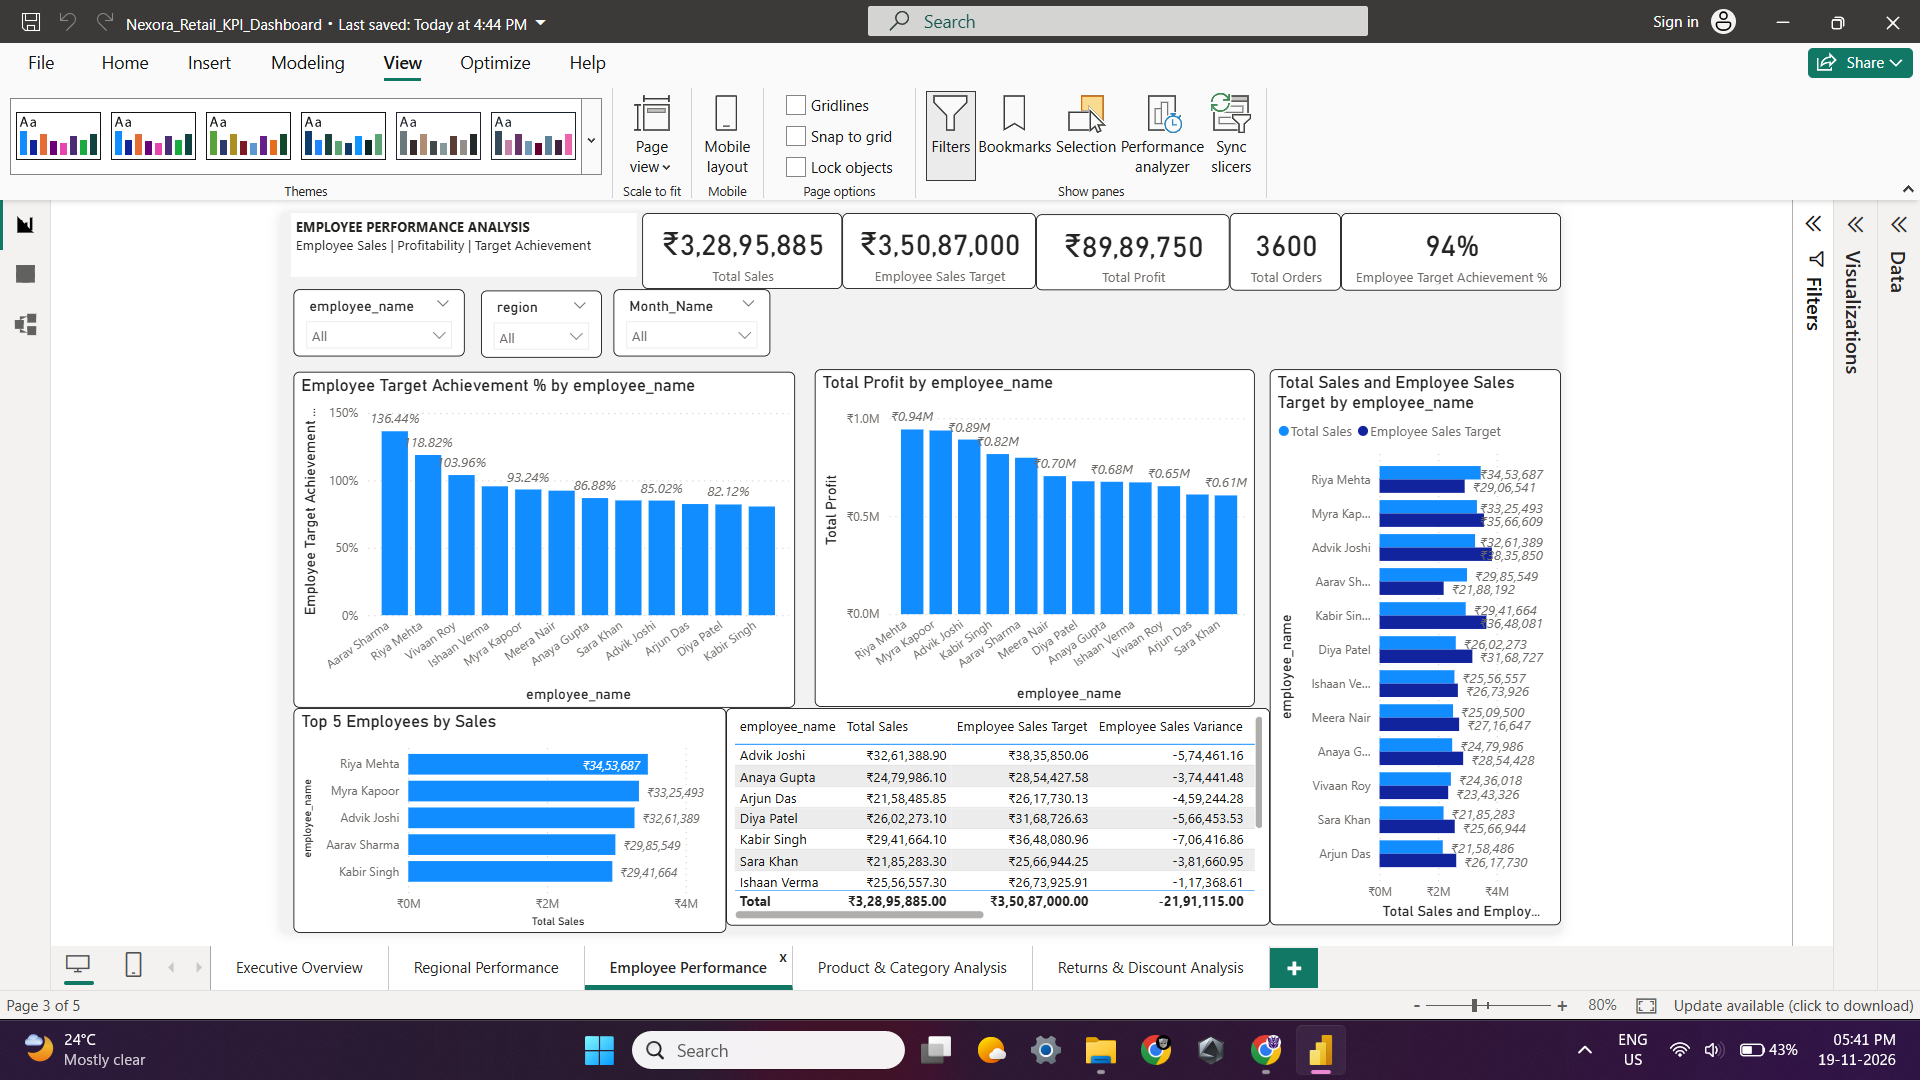 Nexora_Retail_KPI_Dashboard • Last saved: Today at 4:44 PM
Search
Sign in
File
Home
Insert
Modeling
View
Optimize
Help
Share
Aa
Aa
Aa
Aa
Aa
Aa
Page view
Mobile layout
Gridlines
Snap to grid
Lock objects
Filters
Bookmarks
Selection
Performance analyzer
Sync slicers
Themes
Scale to fit
Mobile
Page options
Show panes
EMPLOYEE PERFORMANCE ANALYSIS
Employee Sales | Profitability | Target Achievement
₹3,28,95,885
Total Sales
₹3,50,87,000
Employee Sales Target
₹89,89,750
Total Profit
3600
Total Orders
94%
Employee Target Achievement %
employee_name
All
region
All
Month_Name
All
Filters
Visualizations
Data
Employee Target Achievement % by employee_name
Employee Target Achievement ...
150%
100%
50%
0%
136.44%
118.82%
103.96%
93.24%
86.88%
85.02%
82.12%
Aarav Sharma
Riya Mehta
Vivaan Roy
Ishaan Verma
Myra Kapoor
Meera Nair
Anaya Gupta
Sara Khan
Advik Joshi
Arjun Das
Diya Patel
Kabir Singh
employee_name
Total Profit by employee_name
Total Profit
₹1.0M
₹0.5M
₹0.0M
₹0.94M
₹0.89M
₹0.82M
₹0.70M
₹0.68M
₹0.65M
₹0.61M
Riya Mehta
Myra Kapoor
Advik Joshi
Kabir Singh
Aarav Sharma
Meera Nair
Diya Patel
Anaya Gupta
Ishaan Verma
Vivaan Roy
Arjun Das
Sara Khan
employee_name
Total Sales and Employee Sales
Target by employee_name
Total Sales Employee Sales Target
employee_name
Riya Mehta ₹34,53,687
₹29,06,541
Myra Kap... ₹33,25,493
₹35,66,609
Advik Joshi ₹32,61,389
₹38,35,850
Aarav Sh... ₹29,85,549
₹21,88,192
Kabir Sin... ₹29,41,664
₹36,48,081
Diya Patel ₹26,02,273
₹31,68,727
Ishaan Ve... ₹25,56,557
₹26,73,926
Meera Nair ₹25,09,500
₹27,16,647
Anaya G... ₹24,79,986
₹28,54,428
Vivaan Roy ₹24,36,018
₹23,43,326
Sara Khan ₹21,85,283
₹25,66,944
Arjun Das ₹21,58,486
₹26,17,730
₹0M ₹2M ₹4M
Total Sales and Employ...
Top 5 Employees by Sales
employee_name
Riya Mehta ₹34,53,687
Myra Kapoor ₹33,25,493
Advik Joshi ₹32,61,389
Aarav Sharma ₹29,85,549
Kabir Singh ₹29,41,664
₹0M ₹2M ₹4M
Total Sales
employee_name Total Sales Employee Sales Target Employee Sales Variance
Advik Joshi ₹32,61,388.90 ₹38,35,850.06 -5,74,461.16
Anaya Gupta ₹24,79,986.10 ₹28,54,427.58 -3,74,441.48
Arjun Das ₹21,58,485.85 ₹26,17,730.13 -4,59,244.28
Diya Patel ₹26,02,273.10 ₹31,68,726.63 -5,66,453.53
Kabir Singh ₹29,41,664.10 ₹36,48,080.96 -7,06,416.86
Sara Khan ₹21,85,283.30 ₹25,66,944.25 -3,81,660.95
Ishaan Verma ₹25,56,557.30 ₹26,73,925.91 -1,17,368.61
Total ₹3,28,95,885.00 ₹3,50,87,000.00 -21,91,115.00
Executive Overview
Regional Performance
Employee Performance
x
Product & Category Analysis
Returns & Discount Analysis
Page 3 of 5
80%
Update available (click to download)
24°C
Mostly clear
Search
ENG
US
43%
05:41 PM
19-11-2026